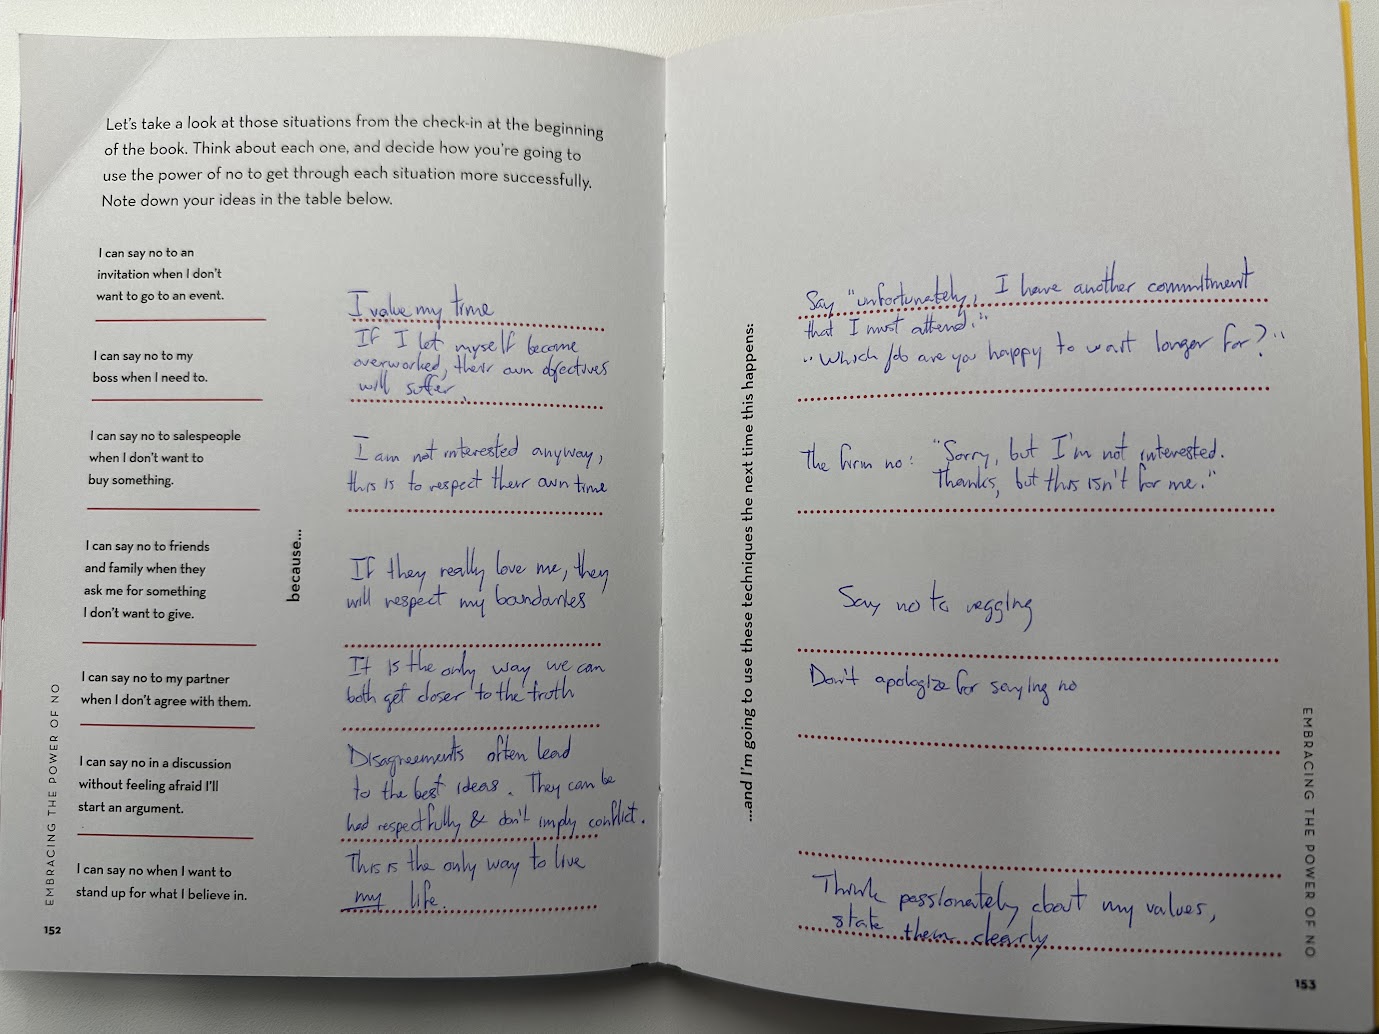 Let's take a look at those situations from the check-in at the beginning
of the book. Think about each one, and decide how you're going to
use the power of no to get through each situation more successfully.
Note down your ideas in the table below.
I can say no to an
invitation when I don't
want to go to an event.
I can say no to my
boss when I need to.
I can say no to salespeople
when I don't want to
buy something.
I can say no to friends
and family when they
ask me for something
I don't want to give.
I can say no to my partner
when I don't agree with them.
I can say no in a discussion
without feeling afraid I'll
start an argument.
I can say no when I want to
stand up for what I believe in.
because...
I value my time
If I let myself become
overworked, their own objectives
will suffer.
I am not interested anyway,
this is to respect their own time
If they really love me, they
will respect my boundaries
It is the only way we can
both get closer to the truth
Disagreements often lead
to the best ideas. They can be
had respectfully & don't imply conflict.
This is the only way to live
my life.
EMBRACING THE POWER OF NO
152
...and I'm going to use these techniques the next time this happens:
Say "unfortunately, I have another commitment
that I must attend."
"Which job are you happy to wait longer for?"
The firm no: "Sorry, but I'm not interested.
Thanks, but this isn't for me."
Say no to
Don't apologize for saying no
Think passionately about my values,
state them clearly
EMBRACING THE POWER OF NO
153